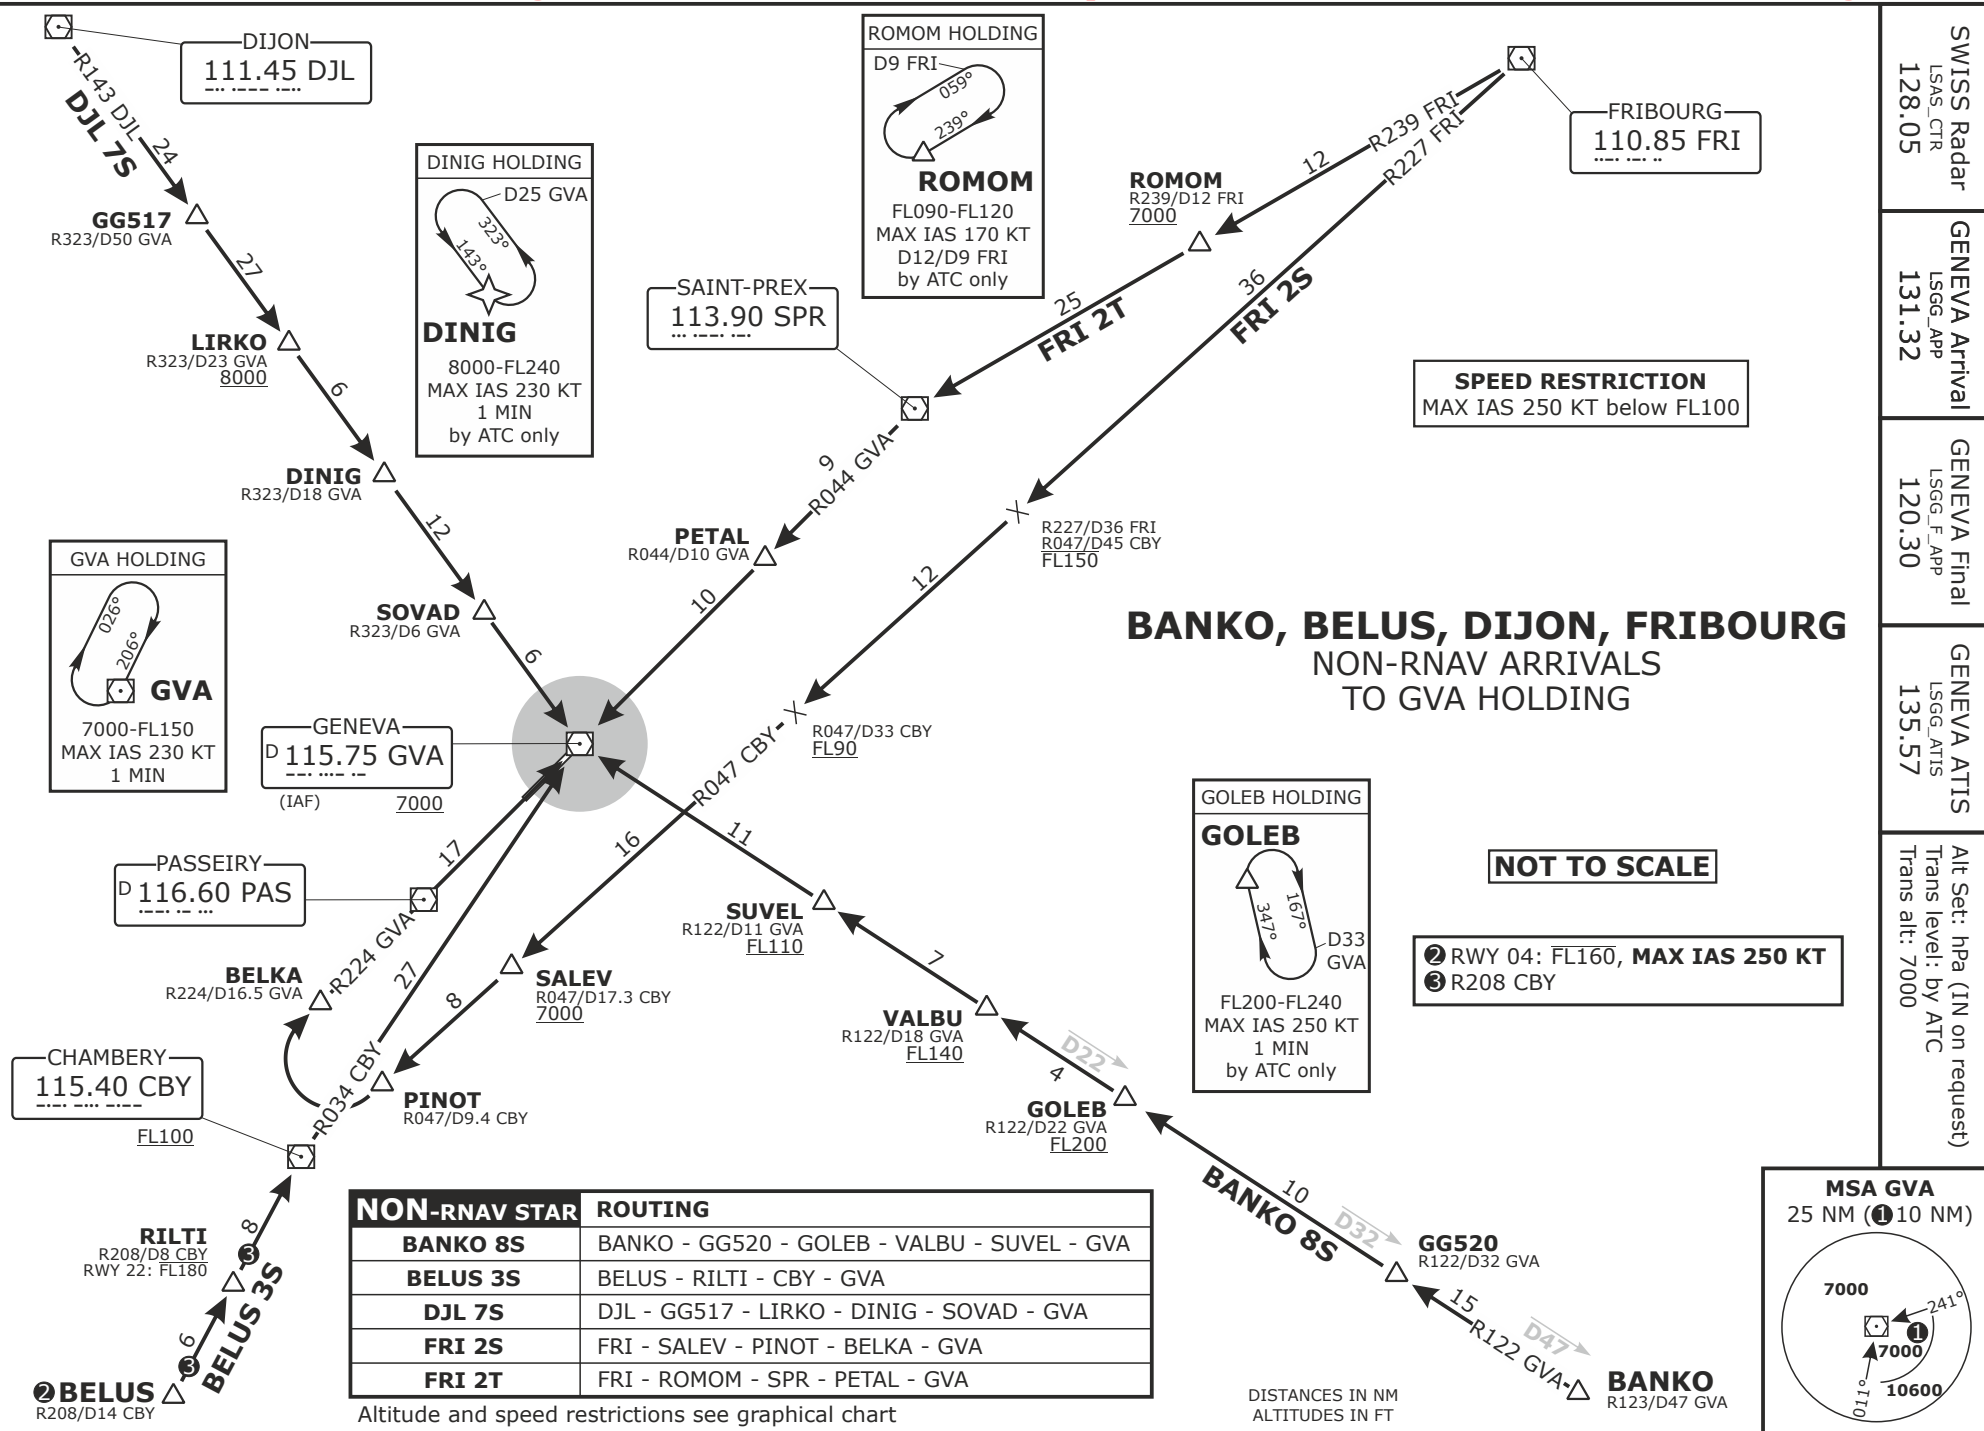 DIJON
111.45 DJL
R143 DJL
DJL 7S
24
GG517
R323/D50 GVA
27
LIRKO
R323/D23 GVA
8000
6
DINIG
R323/D18 GVA
12
SOVAD
R323/D6 GVA
6
DINIG HOLDING
D25 GVA
323°
143°
DINIG
8000-FL240
MAX IAS 230 KT
1 MIN
by ATC only
ROMOM HOLDING
D9 FRI
059°
239°
ROMOM
FL090-FL120
MAX IAS 170 KT
D12/D9 FRI
by ATC only
FRIBOURG
110.85 FRI
R239 FRI
R227 FRI
12
ROMOM
R239/D12 FRI
7000
25
FRI 2T
36
FRI 2S
SAINT-PREX
113.90 SPR
9
R044 GVA
PETAL
R044/D10 GVA
10
SPEED RESTRICTION
MAX IAS 250 KT below FL100
R227/D36 FRI
R047/D45 CBY
FL150
12
R047/D33 CBY
FL90
R047 CBY
16
BANKO, BELUS, DIJON, FRIBOURG
NON-RNAV ARRIVALS
TO GVA HOLDING
GVA HOLDING
026°
206°
GVA
7000-FL150
MAX IAS 230 KT
1 MIN
GENEVA
D 115.75 GVA
(IAF)
7000
17
PASSEIRY
D 116.60 PAS
R224 GVA
BELKA
R224/D16.5 GVA
27
SALEV
R047/D17.3 CBY
7000
8
PINOT
R047/D9.4 CBY
R034 CBY
CHAMBERY
115.40 CBY
FL100
8
3
RILTI
R208/D8 CBY
RWY 22: FL180
BELUS 3S
6
3
2 BELUS
R208/D14 CBY
11
SUVEL
R122/D11 GVA
FL110
7
VALBU
R122/D18 GVA
FL140
D22
4
GOLEB
R122/D22 GVA
FL200
10
BANKO 8S
D32
GG520
R122/D32 GVA
15
R122 GVA
D47
BANKO
R123/D47 GVA
GOLEB HOLDING
GOLEB
347°
167°
D33
GVA
FL200-FL240
MAX IAS 250 KT
1 MIN
by ATC only
NOT TO SCALE
2 RWY 04: FL160, MAX IAS 250 KT
3 R208 CBY
NON-RNAV STAR ROUTING
BANKO 8S BANKO - GG520 - GOLEB - VALBU - SUVEL - GVA
BELUS 3S BELUS - RILTI - CBY - GVA
DJL 7S DJL - GG517 - LIRKO - DINIG - SOVAD - GVA
FRI 2S FRI - SALEV - PINOT - BELKA - GVA
FRI 2T FRI - ROMOM - SPR - PETAL - GVA
Altitude and speed restrictions see graphical chart
DISTANCES IN NM
ALTITUDES IN FT
SWISS Radar
LSAS_CTR
128.05
GENEVA Arrival
LSGG_APP
131.32
GENEVA Final
LSGG_F_APP
120.30
GENEVA ATIS
LSGG_ATIS
135.57
Alt Set: hPa (IN on request)
Trans level: by ATC
Trans alt: 7000
MSA GVA
25 NM (1 10 NM)
7000
241°
1
7000
10600
011°